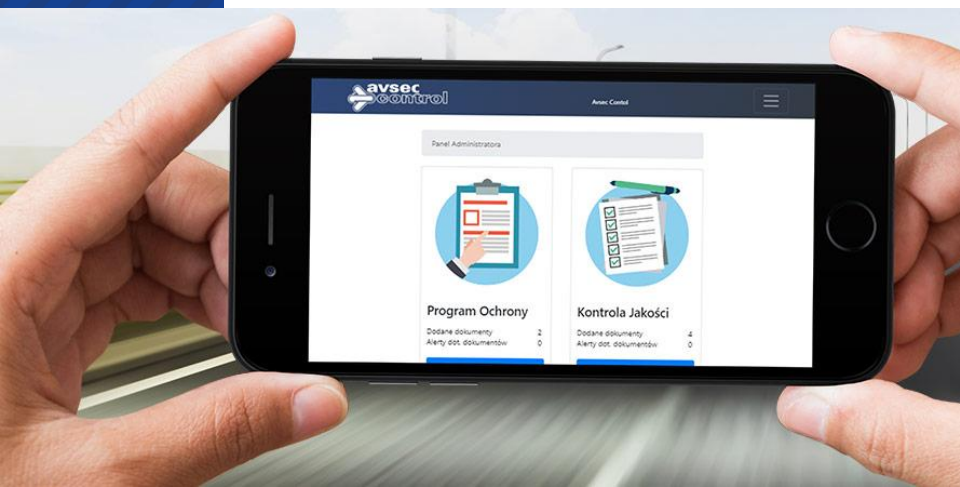 avsec
control
Avsec Contol
Panel Administratora
Program Ochrony
Dodane dokumenty 2
Alerty dot. dokumentów 0
Kontrola Jakości
Dodane dokumenty 4
Alerty dot. dokumentów 0